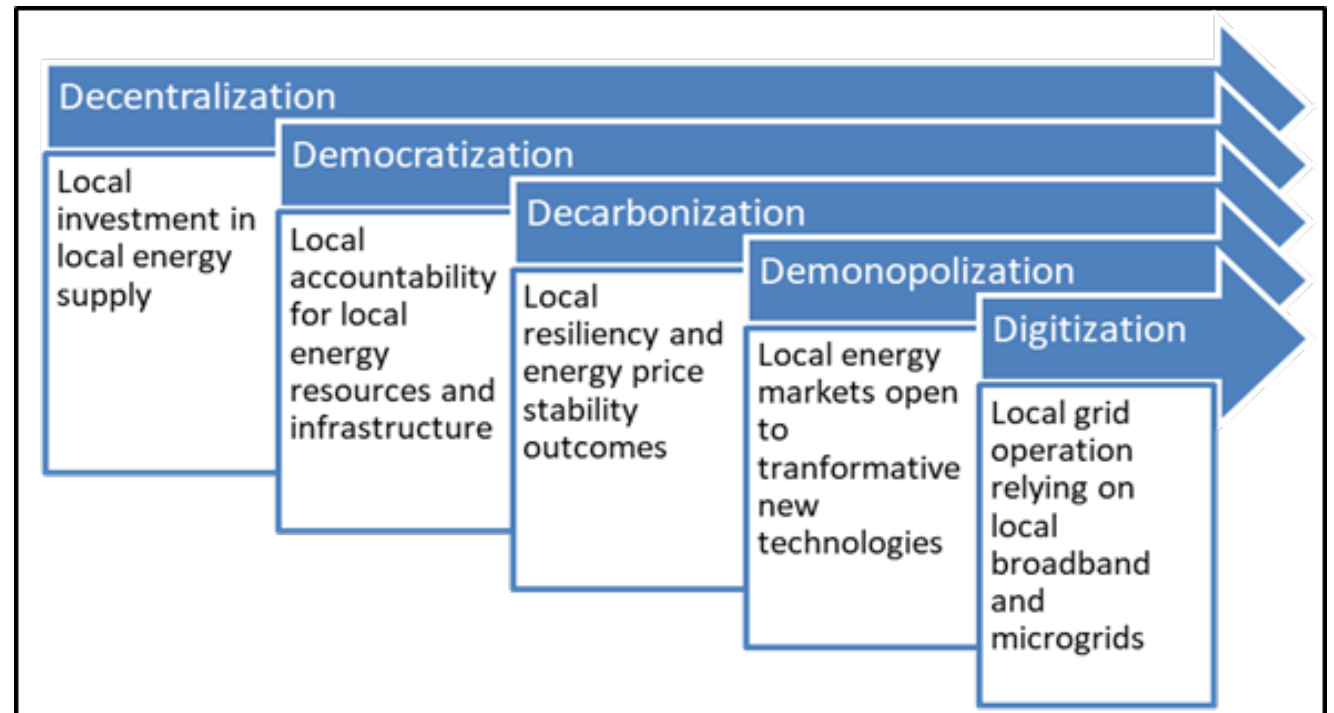 Decentralization
Local
investment in
local energy
supply
Democratization
Local
accountability
for local
energy
resources and
infrastructure
Decarbonization
Local
resiliency and
energy price
stability
outcomes
Demonopolization
Local energy
markets open
to
tranformative
new
technologies
Digitization
Local grid
operation
relying on
local
broadband
and
microgrids